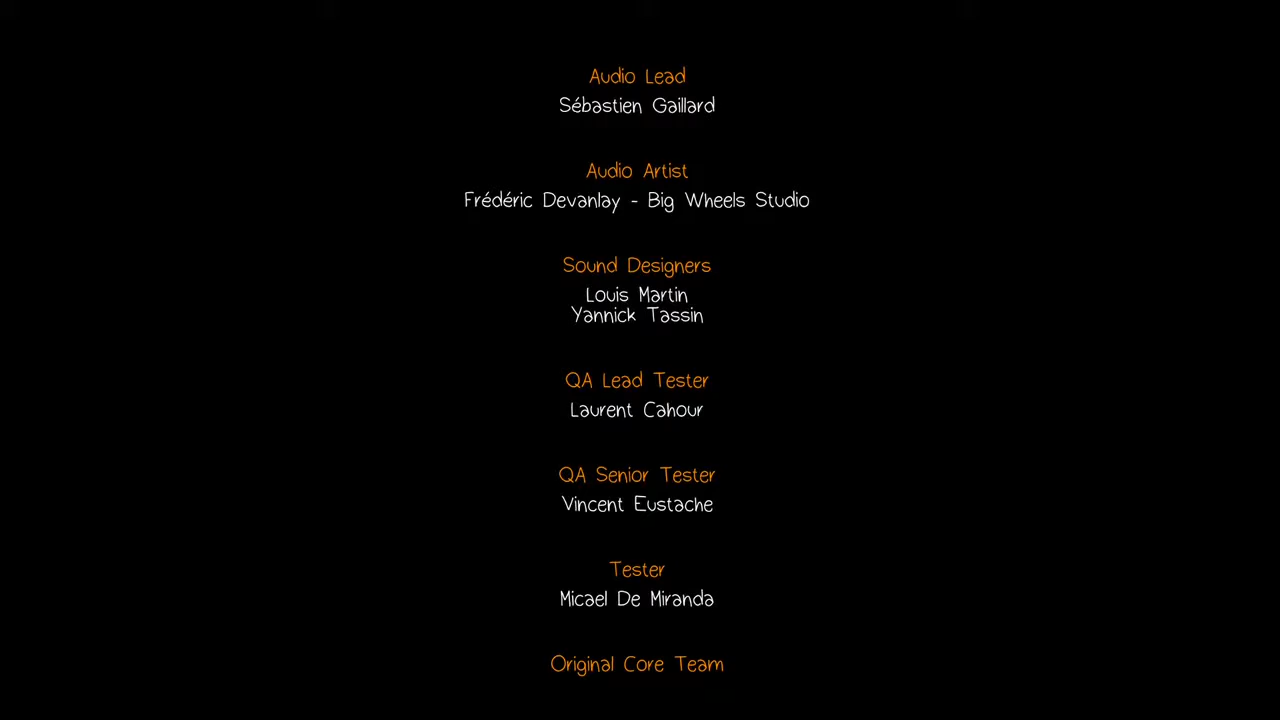 Audio Lead
Sébastien Gaillard
Audio Artist
Frédéric Devanlay - Big Wheels Studio
Sound Designers
Louis Martin
Yannick Tassin
QA Lead Tester
Laurent Cahour
QA Senior Tester
Vincent Eustache
Tester
Micael De Miranda
Original Core Team